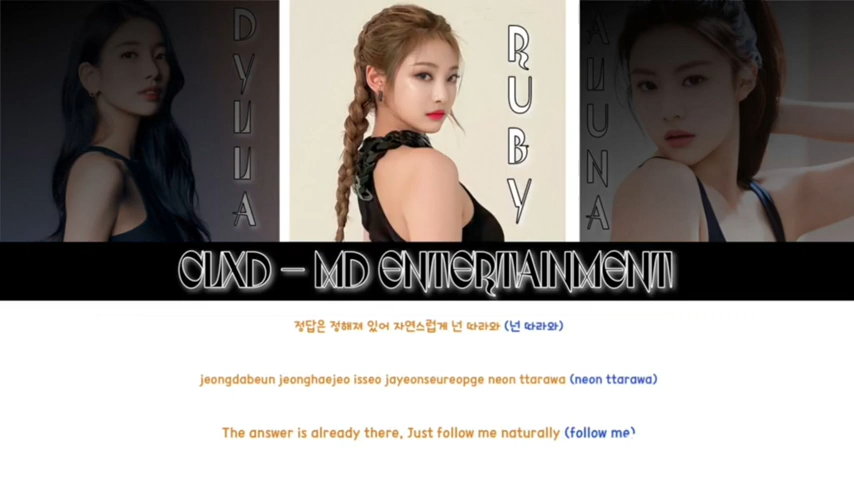 DYLLA
RUBY
AUUNA
CLXD – MD ENTERTAINMENT
정답은 정해져 있어 자연스럽게 넌 따라와 (넌 따라와)
jeongdabeun jeonghaejeo isseo jayeonseureopge neon ttarawa (neon ttarawa)
The answer is already there, Just follow me naturally (follow me)